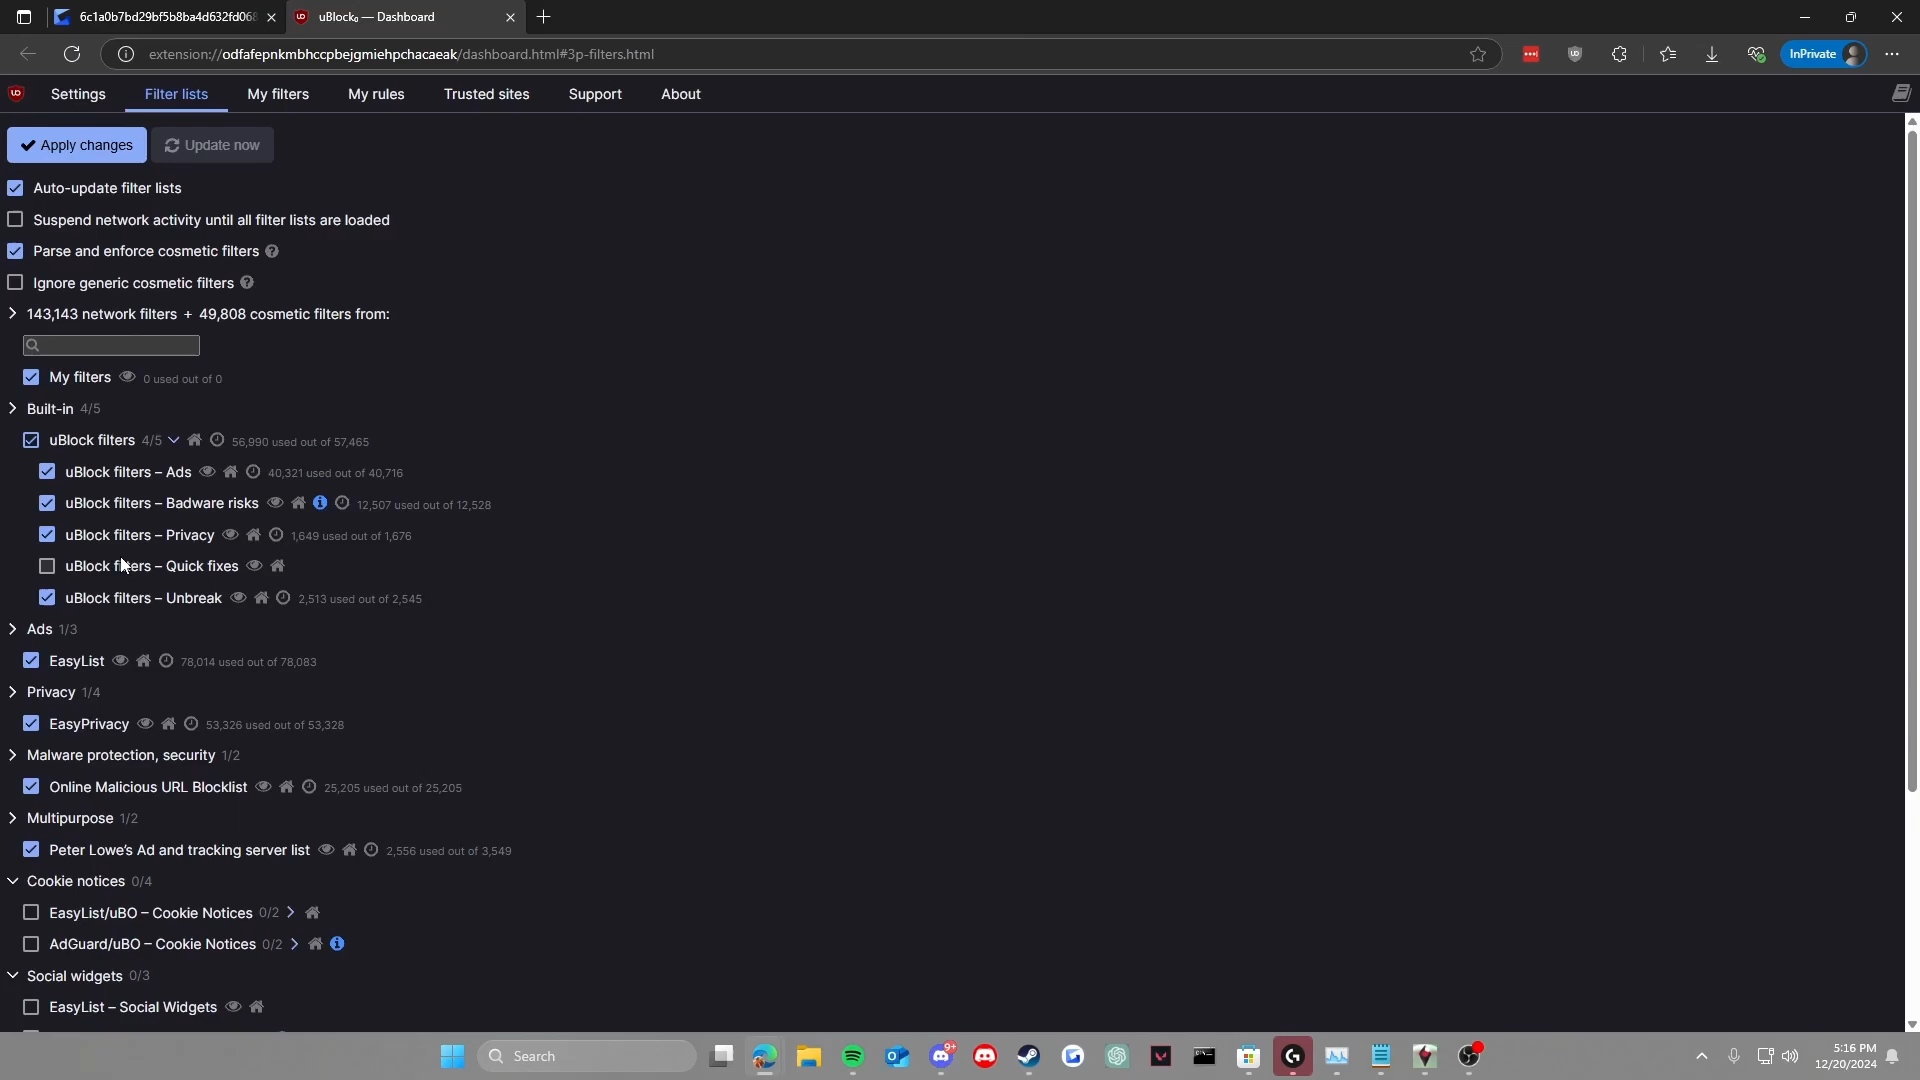 6c1a0b7bd29bf5b8ba4d632fd068
uBlock₀ — Dashboard
extension://odfafepnkmbhccpbejgmiehpchacaeak/dashboard.html#3p-filters.html
InPrivate
Settings
Filter lists
My filters
My rules
Trusted sites
Support
About
Apply changes
Update now
Auto-update filter lists
Suspend network activity until all filter lists are loaded
Parse and enforce cosmetic filters
Ignore generic cosmetic filters
143,143 network filters + 49,808 cosmetic filters from:
My filters 0 used out of 0
Built-in 4/5
uBlock filters 4/5 56,990 used out of 57,465
uBlock filters – Ads 40,321 used out of 40,716
uBlock filters – Badware risks 12,507 used out of 12,528
uBlock filters – Privacy 1,649 used out of 1,676
uBlock filters – Quick fixes
uBlock filters – Unbreak 2,513 used out of 2,545
Ads 1/3
EasyList 78,014 used out of 78,083
Privacy 1/4
EasyPrivacy 53,326 used out of 53,328
Malware protection, security 1/2
Online Malicious URL Blocklist 25,205 used out of 25,205
Multipurpose 1/2
Peter Lowe's Ad and tracking server list 2,556 used out of 3,549
Cookie notices 0/4
EasyList/uBO – Cookie Notices 0/2
AdGuard/uBO – Cookie Notices 0/2
Social widgets 0/3
EasyList – Social Widgets
Search
9+
5:16 PM
12/20/2024